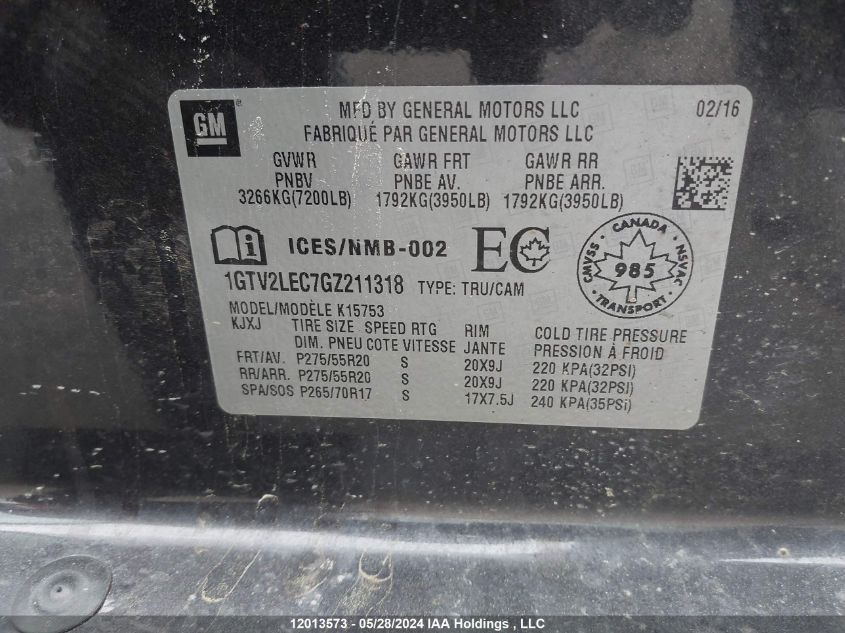 GM
MFD BY GENERAL MOTORS LLC 02/16
FABRIQUÉ PAR GENERAL MOTORS LLC
GVWR GAWR FRT GAWR RR
PNBV PNBE AV. PNBE ARR.
3266KG(7200LB) 1792KG(3950LB) 1792KG(3950LB)
ICES/NMB-002 EC
CANADA
CMVSS 985 NSVAC
TRANSPORT
1GTV2LEC7GZ211318 TYPE: TRU/CAM
MODEL/MODÈLE K15753
KJXJ TIRE SIZE SPEED RTG RIM COLD TIRE PRESSURE
DIM. PNEU COTE VITESSE JANTE PRESSION À FROID
FRT/AV. P275/55R20 S 20X9J 220 KPA(32PSI)
RR/ARR. P275/55R20 S 20X9J 220 KPA(32PSI)
SPA/SOS P265/70R17 S 17X7.5J 240 KPA(35PSi)
12013573 - 05/28/2024 IAA Holdings , LLC